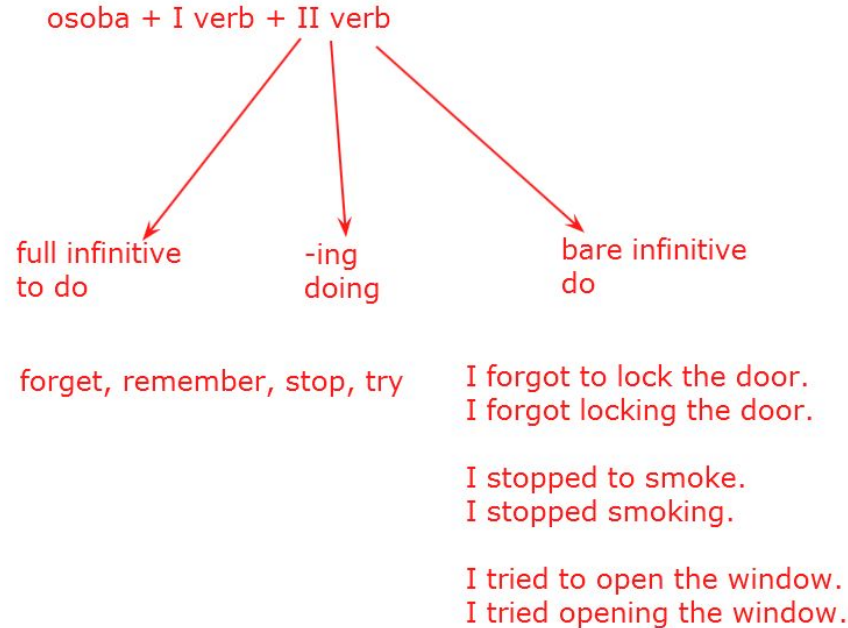 osoba + I verb + II verb
full infinitive
to do
-ing
doing
bare infinitive
do
forget, remember, stop, try
I forgot to lock the door.
I forgot locking the door.
I stopped to smoke.
I stopped smoking.
I tried to open the window.
I tried opening the window.